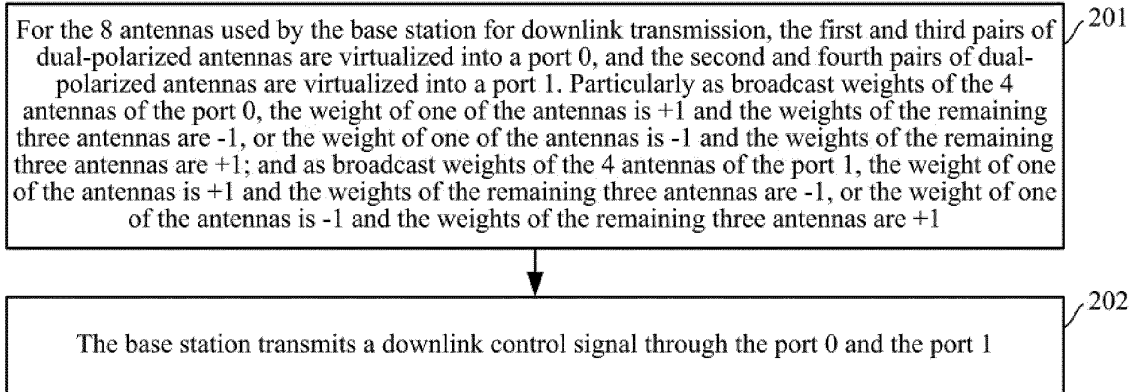 For the 8 antennas used by the base station for downlink transmission, the first and third pairs of
dual-polarized antennas are virtualized into a port 0, and the second and fourth pairs of dual-
polarized antennas are virtualized into a port 1. Particularly as broadcast weights of the 4
antennas of the port 0, the weight of one of the antennas is +1 and the weights of the remaining
three antennas are -1, or the weight of one of the antennas is -1 and the weights of the remaining
three antennas are +1; and as broadcast weights of the 4 antennas of the port 1, the weight of one
of the antennas is +1 and the weights of the remaining three antennas are -1, or the weight of one
of the antennas is -1 and the weights of the remaining three antennas are +1
201
The base station transmits a downlink control signal through the port 0 and the port 1
202